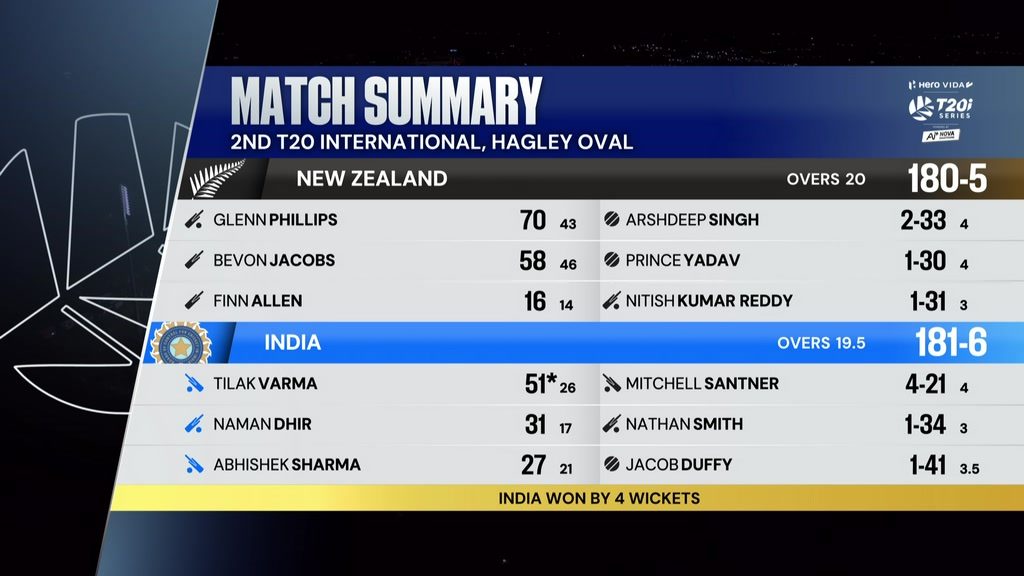 MATCH SUMMARY
2ND T20 INTERNATIONAL, HAGLEY OVAL
Hero VIDA
T20i
SERIES
NOVA
NEW ZEALAND OVERS 20 180-5
GLENN PHILLIPS 70 43 ARSHDEEP SINGH 2-33 4
BEVON JACOBS 58 46 PRINCE YADAV 1-30 4
FINN ALLEN 16 14 NITISH KUMAR REDDY 1-31 3
INDIA OVERS 19.5 181-6
TILAK VARMA 51* 26 MITCHELL SANTNER 4-21 4
NAMAN DHIR 31 17 NATHAN SMITH 1-34 3
ABHISHEK SHARMA 27 21 JACOB DUFFY 1-41 3.5
INDIA WON BY 4 WICKETS